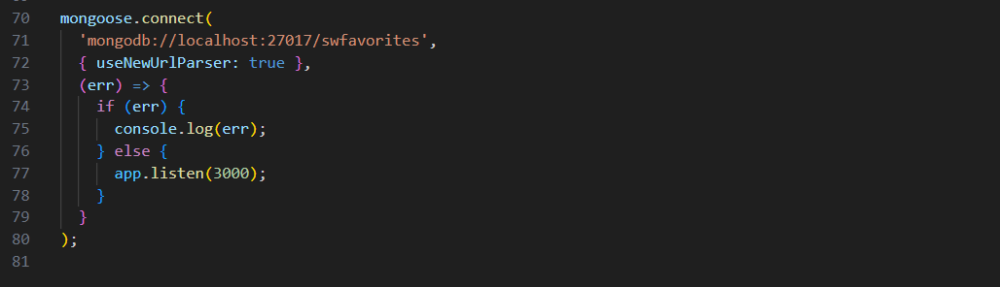 70 mongoose.connect(
71 'mongodb://localhost:27017/swfavorites',
72 { useNewUrlParser: true },
73 (err) => {
74 if (err) {
75 console.log(err);
76 } else {
77 app.listen(3000);
78 }
79 }
80 );
81